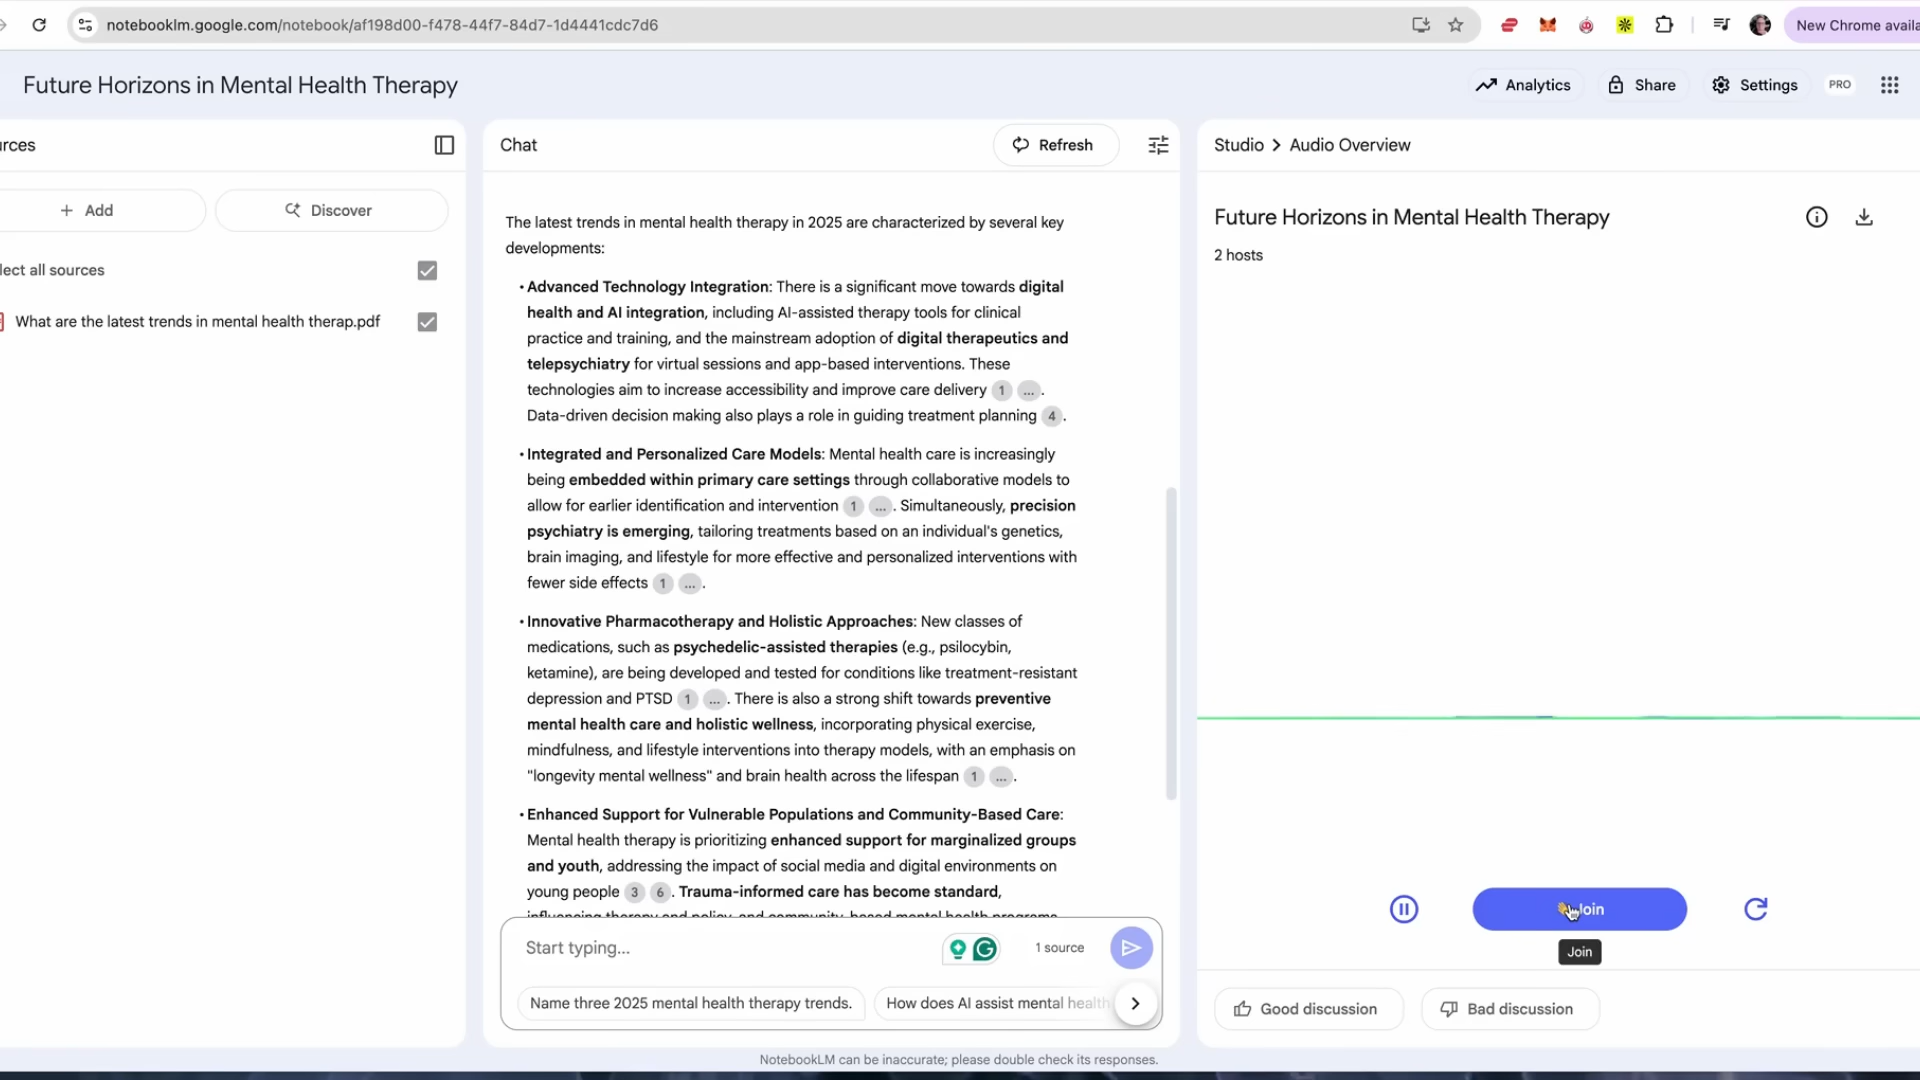 notebooklm.google.com/notebook/af198d00-f478-44f7-84d7-1d4441cdc7d6
New Chrome availa
Future Horizons in Mental Health Therapy
Analytics
Share
Settings
PRO
urces
Add
Discover
lect all sources
What are the latest trends in mental health therap.pdf
Chat
Refresh
The latest trends in mental health therapy in 2025 are characterized by several key
developments:
• Advanced Technology Integration: There is a significant move towards digital
health and AI integration, including AI-assisted therapy tools for clinical
practice and training, and the mainstream adoption of digital therapeutics and
telepsychiatry for virtual sessions and app-based interventions. These
technologies aim to increase accessibility and improve care delivery 1 ... .
Data-driven decision making also plays a role in guiding treatment planning 4 .
• Integrated and Personalized Care Models: Mental health care is increasingly
being embedded within primary care settings through collaborative models to
allow for earlier identification and intervention 1 ... . Simultaneously, precision
psychiatry is emerging, tailoring treatments based on an individual's genetics,
brain imaging, and lifestyle for more effective and personalized interventions with
fewer side effects 1 ... .
• Innovative Pharmacotherapy and Holistic Approaches: New classes of
medications, such as psychedelic-assisted therapies (e.g., psilocybin,
ketamine), are being developed and tested for conditions like treatment-resistant
depression and PTSD 1 ... . There is also a strong shift towards preventive
mental health care and holistic wellness, incorporating physical exercise,
mindfulness, and lifestyle interventions into therapy models, with an emphasis on
"longevity mental wellness" and brain health across the lifespan 1 ... .
• Enhanced Support for Vulnerable Populations and Community-Based Care:
Mental health therapy is prioritizing enhanced support for marginalized groups
and youth, addressing the impact of social media and digital environments on
young people 3 6 . Trauma-informed care has become standard,
influencing therapy and policy, and community-based mental health programs
Start typing...
1 source
Name three 2025 mental health therapy trends.
How does AI assist mental health
Studio > Audio Overview
Future Horizons in Mental Health Therapy
2 hosts
Join
Join
Good discussion
Bad discussion
NotebookLM can be inaccurate; please double check its responses.